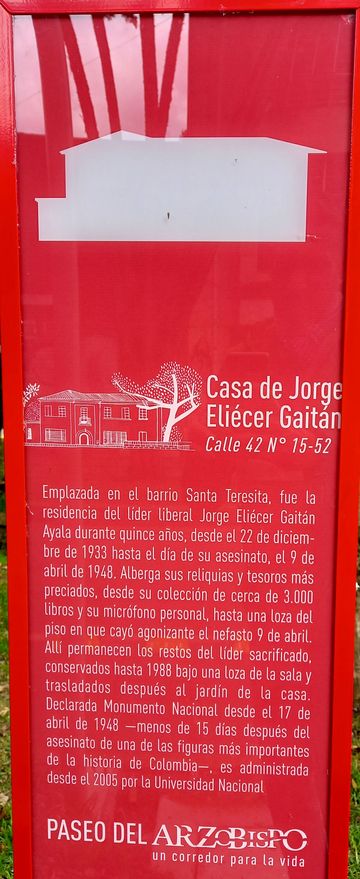 Casa de Jorge
Eliécer Gaitán
Calle 42 N° 15-52
Emplazada en el barrio Santa Teresita, fue la
residencia del líder liberal Jorge Eliécer Gaitán
Ayala durante quince años, desde el 22 de diciem-
bre de 1933 hasta el día de su asesinato, el 9 de
abril de 1948. Alberga sus reliquias y tesoros más
preciados, desde su colección de cerca de 3.000
libros y su micrófono personal, hasta una loza del
piso en que cayó agonizante el nefasto 9 de abril.
Allí permanecen los restos del líder sacrificado,
conservados hasta 1988 bajo una loza de la sala y
trasladados después al jardín de la casa.
Declarada Monumento Nacional desde el 17 de
abril de 1948 —menos de 15 días después del
asesinato de una de las figuras más importantes
de la historia de Colombia—, es administrada
desde el 2005 por la Universidad Nacional
PASEO DEL ARZOBISPO
un corredor para la vida